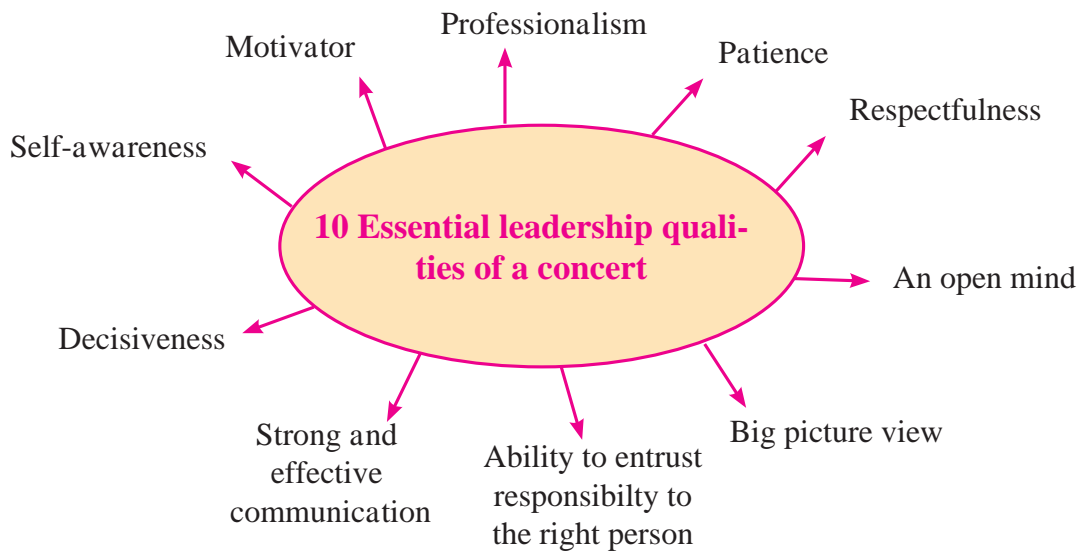 Professionalism
Motivator
Patience
Respectfulness
Self-awareness
10 Essential leadership quali-
ties of a concert
An open mind
Decisiveness
Big picture view
Strong and
effective
communication
Ability to entrust
responsibilty to
the right person